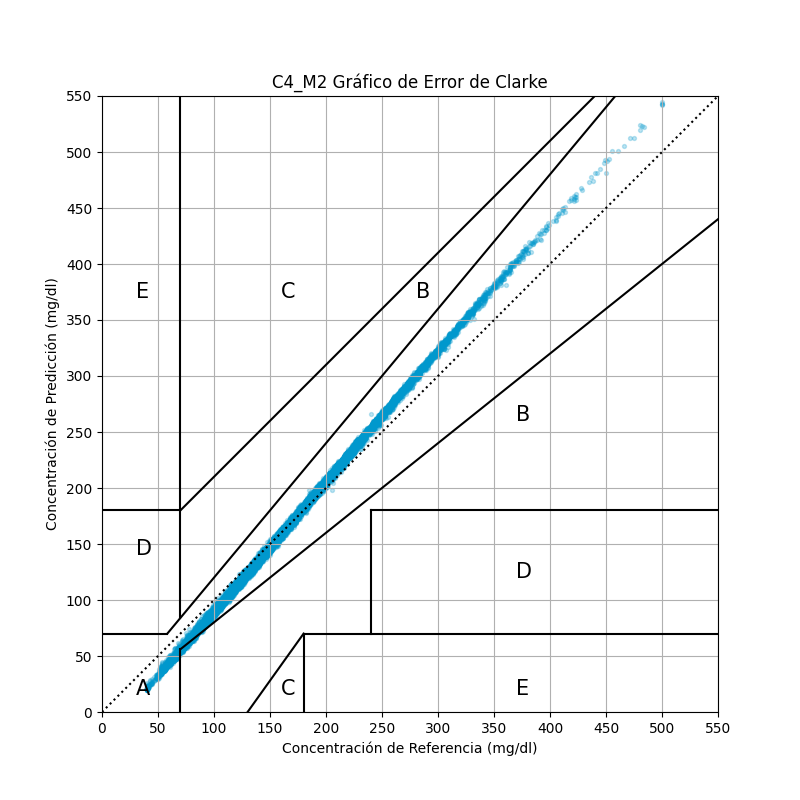 C4_M2 Gráfico de Error de Clarke
550
500
450
400
350
300
250
200
150
100
50
0
Concentración de Predicción (mg/dl)
E
C
B
B
D
D
A
C
E
0 50 100 150 200 250 300 350 400 450 500 550
Concentración de Referencia (mg/dl)